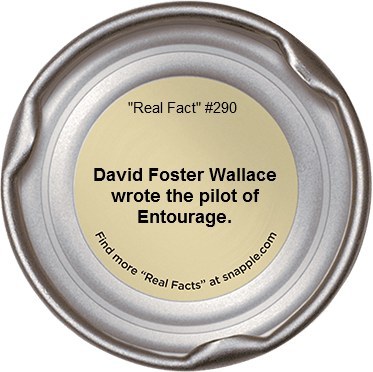 "Real Fact" #290
David Foster Wallace
wrote the pilot of
Entourage.
Find more “Real Facts” at snapple.com